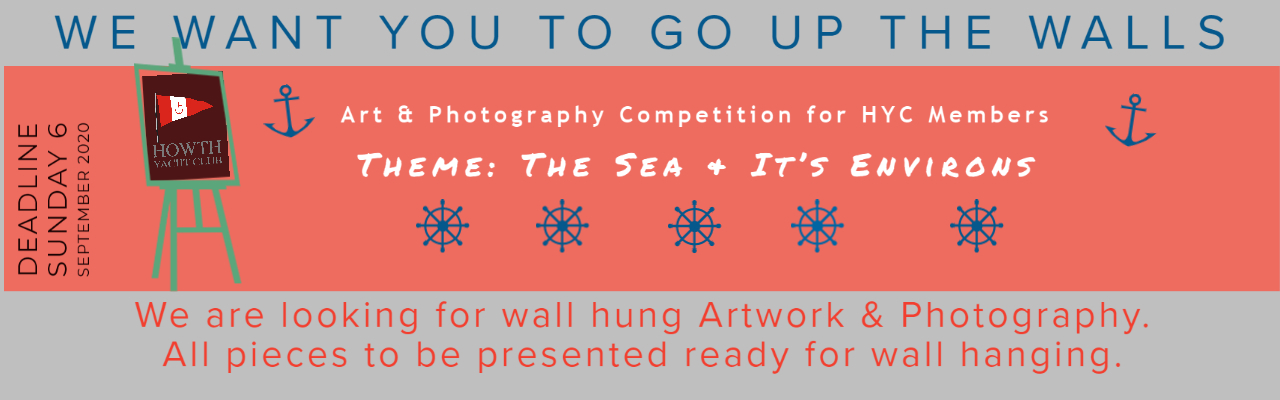 WE WANT YOU TO GO UP THE WALLS
DEADLINE
SUNDAY 6
SEPTEMBER 2020
HOWTH
YACHT CLUB
Art & Photography Competition for HYC Members
THEME: THE SEA & IT'S ENVIRONS
We are looking for wall hung Artwork & Photography.
All pieces to be presented ready for wall hanging.